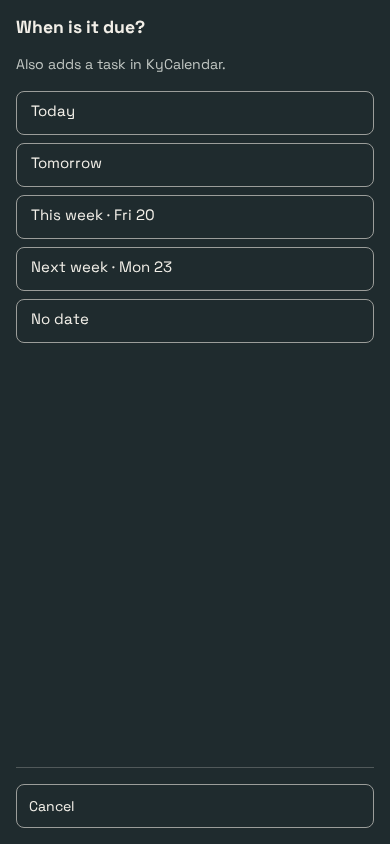 When is it due?
Also adds a task in KyCalendar.
Today
Tomorrow
This week · Fri 20
Next week · Mon 23
No date
Cancel